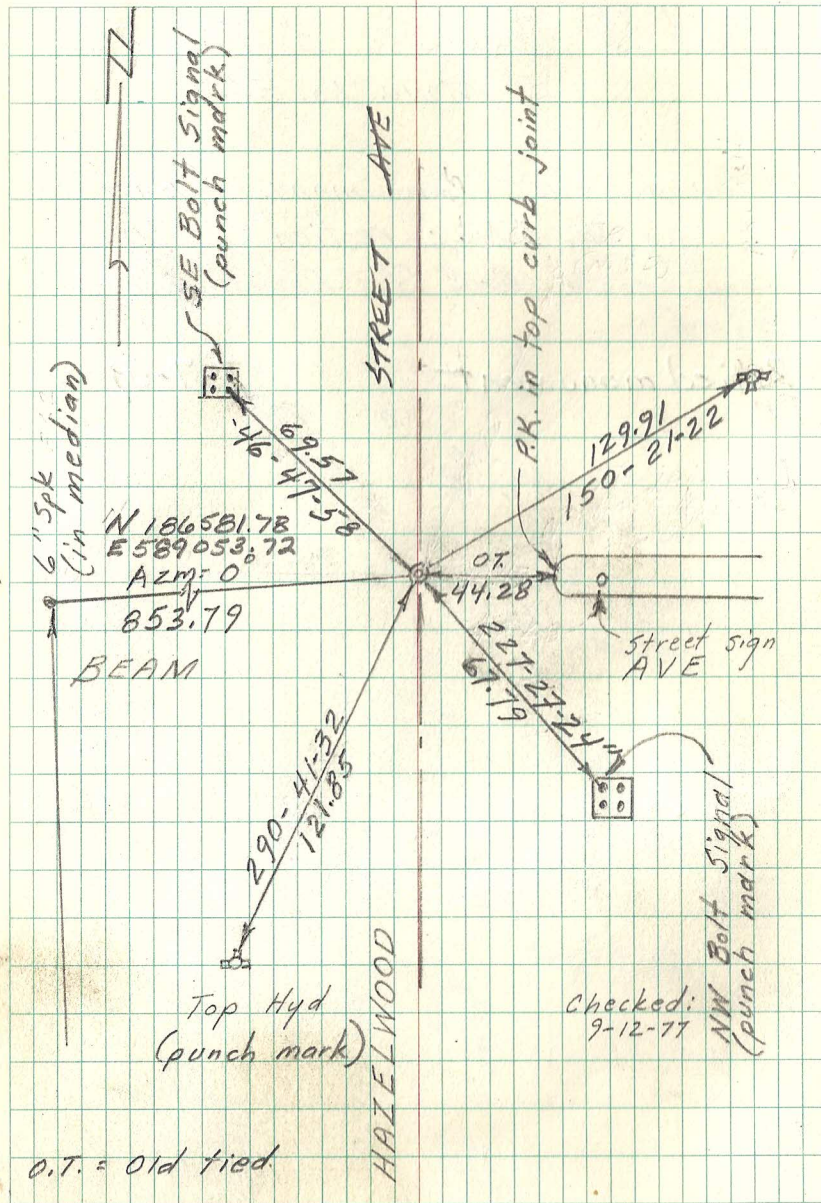 SE Bolt Signal
(punch mark)
STREET AVE
P.K. in top curb joint
6" Spk
(in median)
69.57
46-47-58
129.91
150-21-22
N 186581.78
E 589053.72
Azm = 0°
853.79
O.T.
44.28
BEAM
Street sign
AVE
227-27-24"
67.79
290-41-32
121.85
NW Bolt Signal
(punch mark)
Top Hyd
(punch mark)
HAZELWOOD
Checked:
9-12-77
O.T. = Old tied.